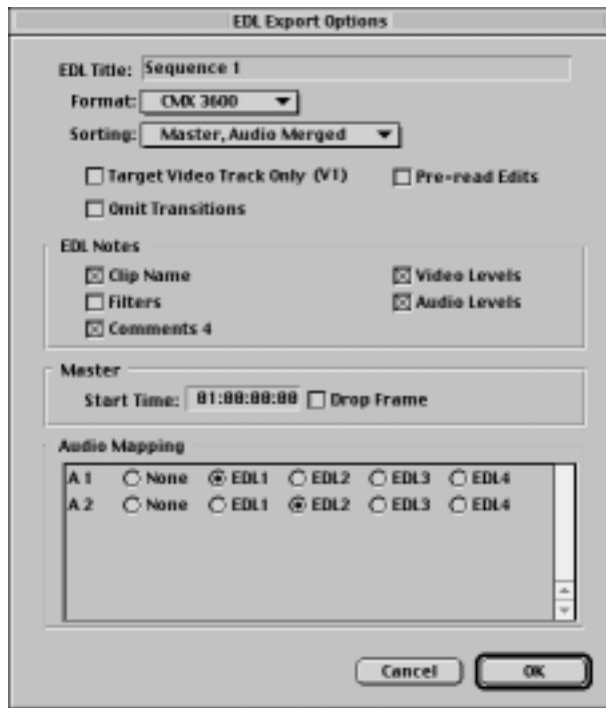 EDL Export Options
EDL Title: Sequence 1
Format: CMX 3600
Sorting: Master, Audio Merged
Target Video Track Only (V1) Pre-read Edits
Omit Transitions
EDL Notes
Clip Name Video Levels
Filters Audio Levels
Comments 4
Master
Start Time: 01:00:00:00 Drop Frame
Audio Mapping
A 1 None EDL1 EDL2 EDL3 EDL4
A 2 None EDL1 EDL2 EDL3 EDL4
Cancel OK